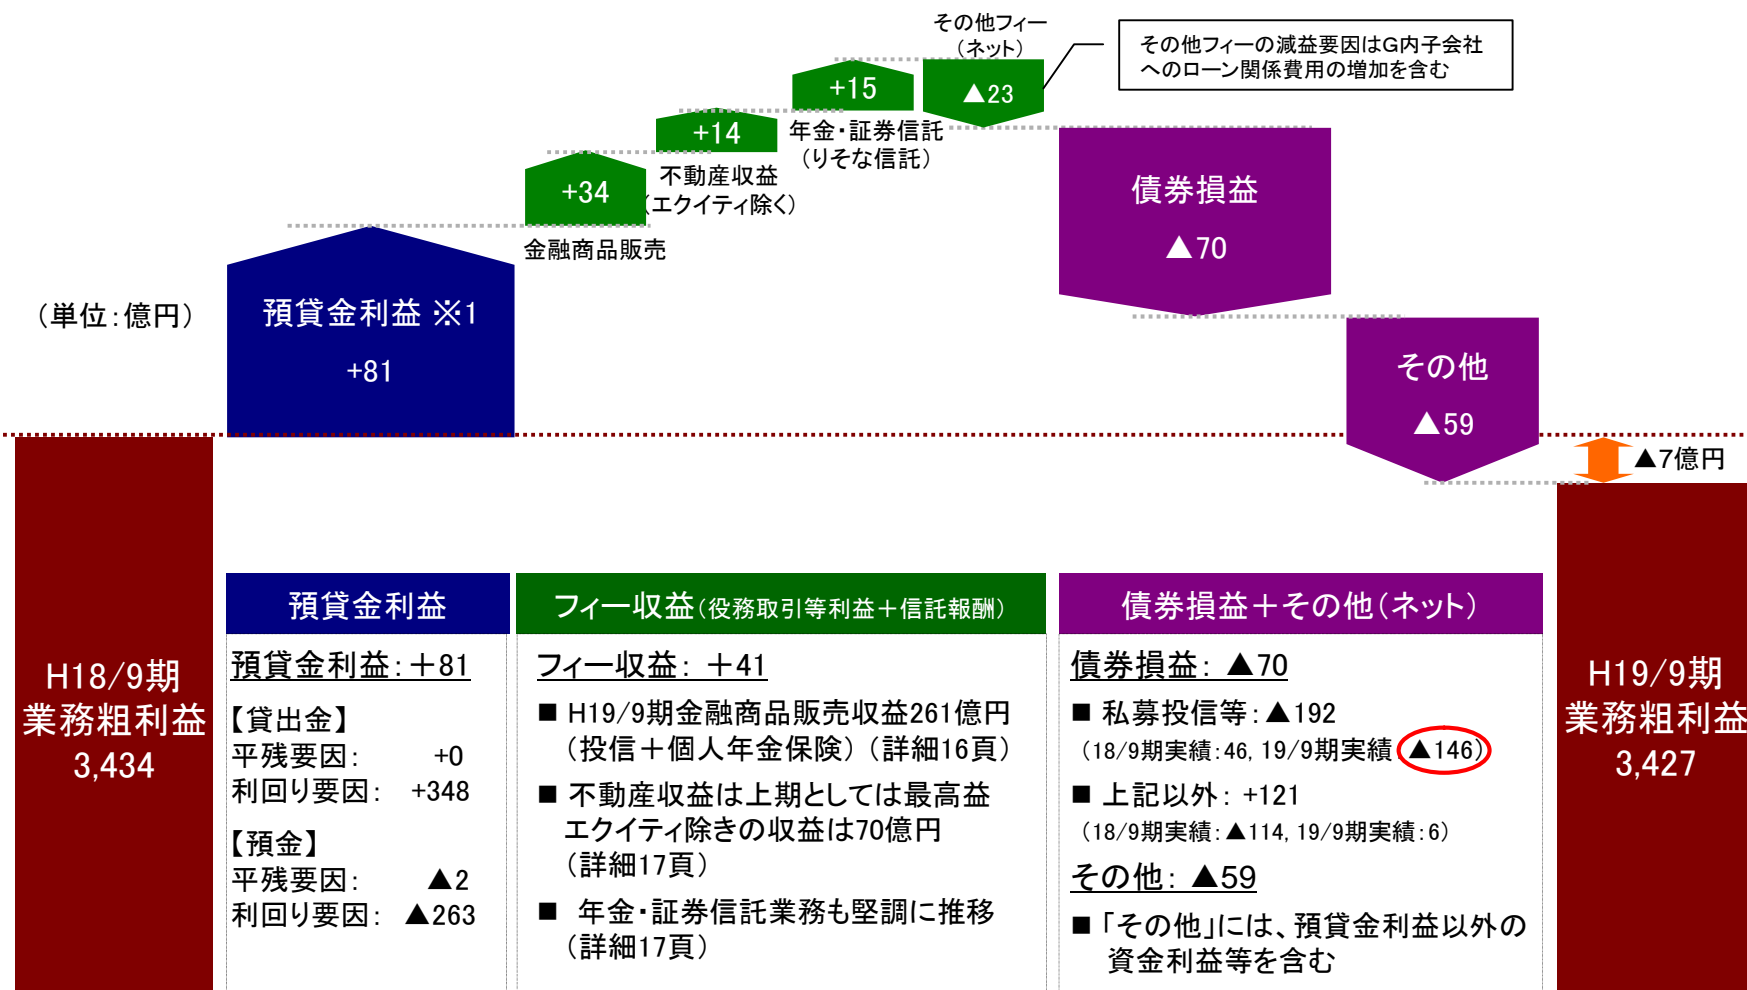 その他フィー
（ネット）
その他フィーの減益要因はG内子会社
へのローン関係費用の増加を含む
+15
▲23
+14
年金・証券信託
（りそな信託）
+34
不動産収益
（エクイティ除く）
金融商品販売
債券損益
▲70
（単位：億円）
預貸金利益 ※1
+81
その他
▲59
▲7億円
H18/9期
業務粗利益
3,434
預貸金利益
預貸金利益：＋81
【貸出金】
平残要因： +0
利回り要因： +348
【預金】
平残要因： ▲2
利回り要因： ▲263
フィー収益（役務取引等利益＋信託報酬）
フィー収益： ＋41
■ H19/9期金融商品販売収益261億円
（投信＋個人年金保険）（詳細16頁）
■ 不動産収益は上期としては最高益
エクイティ除きの収益は70億円
（詳細17頁）
■ 年金・証券信託業務も堅調に推移
（詳細17頁）
債券損益＋その他（ネット）
債券損益： ▲70
■ 私募投信等：▲192
（18/9期実績：46, 19/9期実績：▲146）
■ 上記以外： +121
（18/9期実績：▲114, 19/9期実績：6）
その他： ▲59
■「その他」には、預貸金利益以外の
資金利益等を含む
H19/9期
業務粗利益
3,427